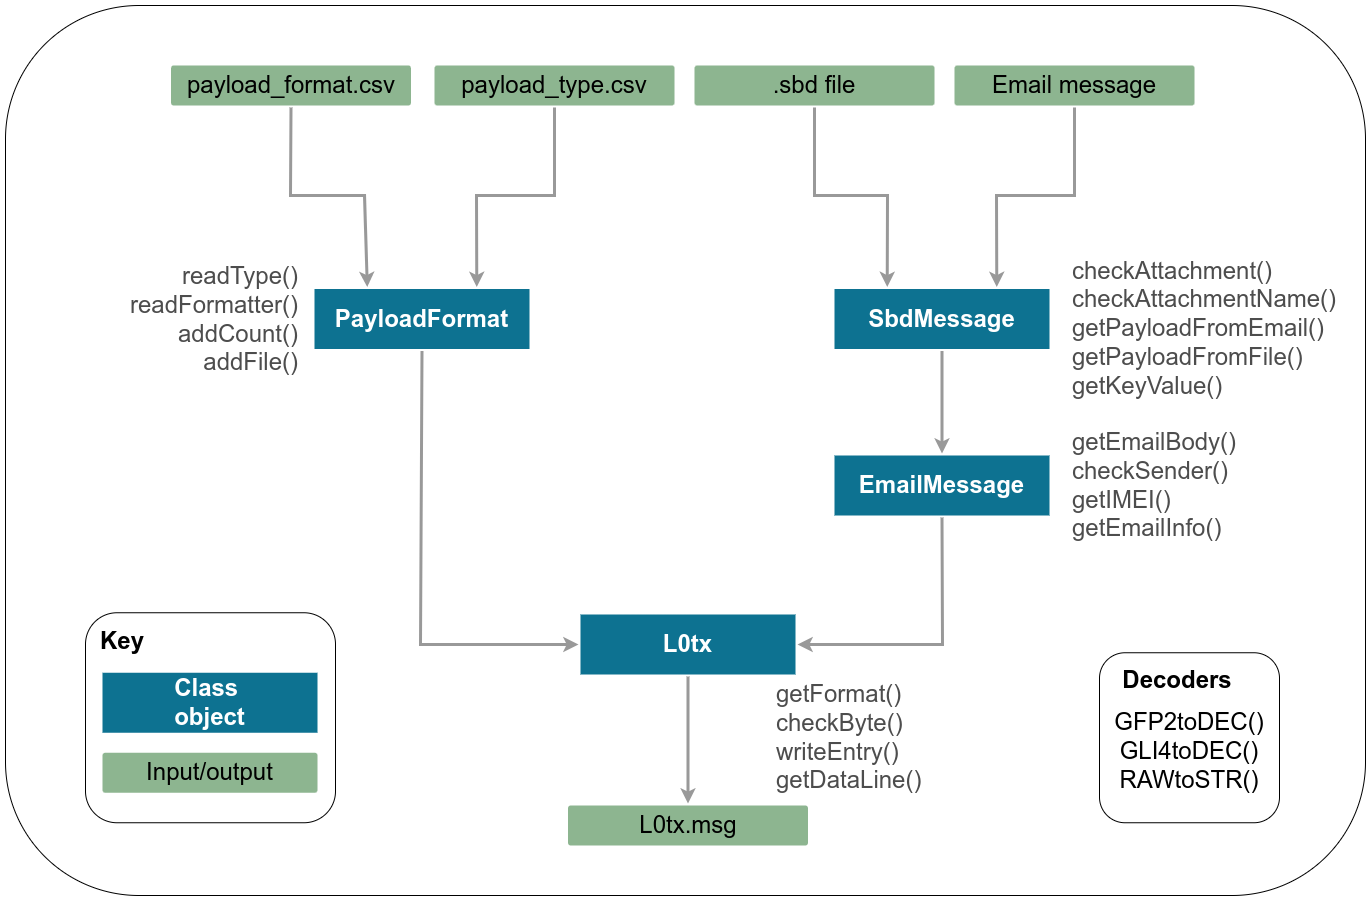 payload_format.csv
payload_type.csv
.sbd file
Email message
readType()
readFormatter()
addCount()
addFile()
PayloadFormat
SbdMessage
checkAttachment()
checkAttachmentName()
getPayloadFromEmail()
getPayloadFromFile()
getKeyValue()
EmailMessage
getEmailBody()
checkSender()
getIMEI()
getEmailInfo()
L0tx
getFormat()
checkByte()
writeEntry()
getDataLine()
L0tx.msg
Key
Class
object
Input/output
Decoders
GFP2toDEC()
GLI4toDEC()
RAWtoSTR()